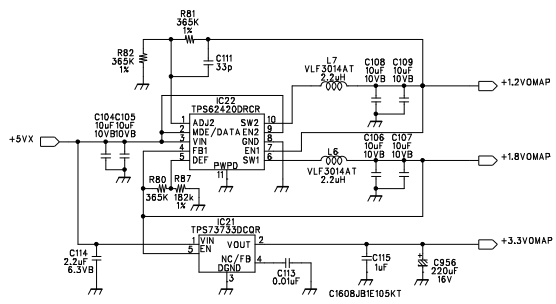 R81
365K
1%
R82
365K
1%
C111
33p
IC22
TPS62420DRCR
L7
VLF3014AT
2.2uH
C108
10uF
10VB
C109
10uF
10VB
+1.2VOMAP
1 ADJ2 SW2 10
2 MDE/DATA EN2 9
3 VIN GND 8
4 FB1 EN1 7
5 DEF SW1 6
PWPD
11
C104
10uF
10VB
C105
10uF
10VB
+5VX
L6
VLF3014AT
2.2uH
C106
10uF
10VB
C107
10uF
10VB
+1.8VOMAP
R80
365K
R87
182k
1%
IC21
TPS73733DCQR
1 VIN VOUT 2
5 EN
NC/FB 4
DGND
3
C114
2.2uF
6.3VB
C113
0.01uF
C115
1uF
C1608JB1E105KT
C956
220uF
16V
+3.3VOMAP